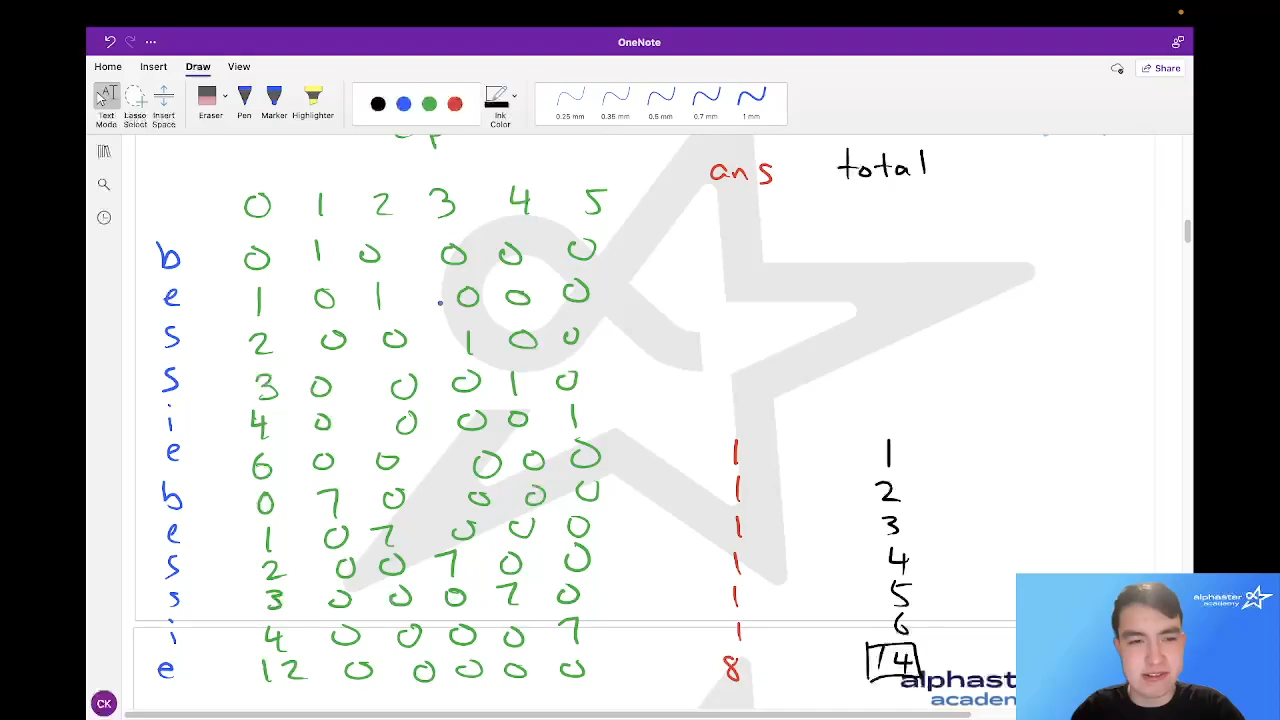 OneNote
Home Insert Draw View
Share
Text Mode
Lasso Select
Insert Space
Eraser
Pen
Marker
Highlighter
Ink Color
0.25 mm
0.35 mm
0.5 mm
0.7 mm
1 mm
ans total
0 1 2 3 4 5
b 0 1 0 0 0 0
e 1 0 1 0 0 0
s 2 0 0 1 0 0
s 3 0 0 0 1 0
i 4 0 0 0 0 1
e 6 0 0 0 0 0 1 1
b 0 7 0 0 0 0 1 2
e 1 0 7 0 0 0 1 3
s 2 0 0 7 0 0 1 4
s 3 0 0 0 7 0 1 5
i 4 0 0 0 0 7 1 6
e 12 0 0 0 0 0 8 14
alphastar academy
alphastar academy
CK